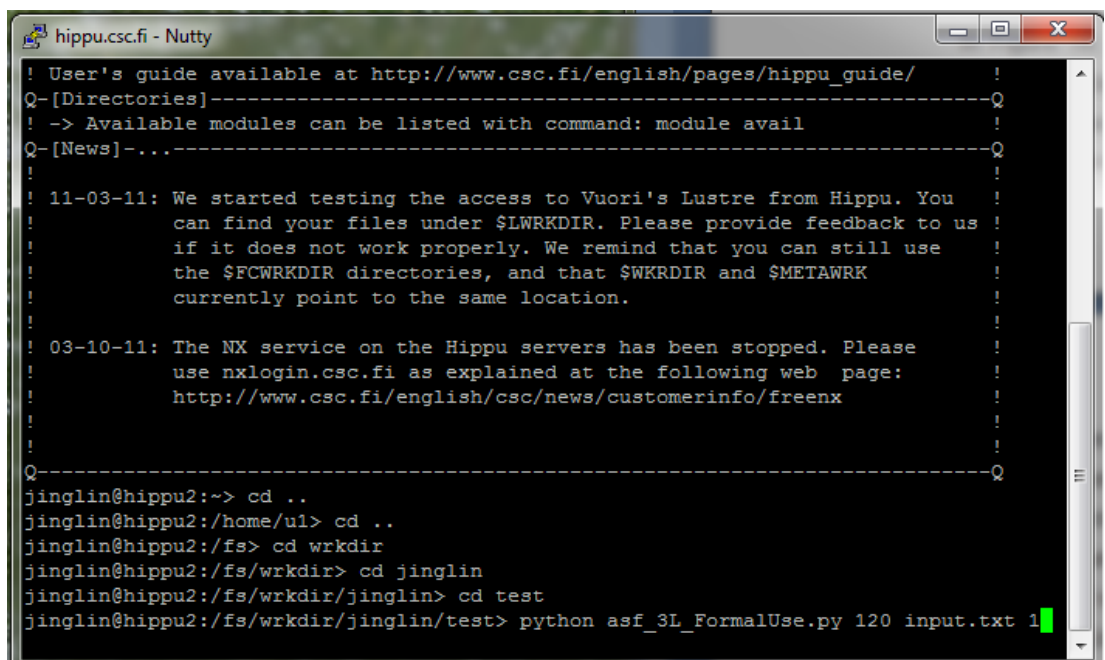 hippu.csc.fi - Nutty
! User's guide available at http://www.csc.fi/english/pages/hippu_guide/ !
Q-[Directories]---------------------------------------------------------------Q
! -> Available modules can be listed with command: module avail !
Q-[News]-...------------------------------------------------------------------Q
! !
! 11-03-11: We started testing the access to Vuori's Lustre from Hippu. You !
! can find your files under $LWRKDIR. Please provide feedback to us !
! if it does not work properly. We remind that you can still use !
! the $FCWRKDIR directories, and that $WKRDIR and $METAWRK !
! currently point to the same location. !
! !
! 03-10-11: The NX service on the Hippu servers has been stopped. Please !
! use nxlogin.csc.fi as explained at the following web  page: !
! http://www.csc.fi/english/csc/news/customerinfo/freenx !
! !
! !
Q-----------------------------------------------------------------------------Q
jinglin@hippu2:~> cd ..
jinglin@hippu2:/home/u1> cd ..
jinglin@hippu2:/fs> cd wrkdir
jinglin@hippu2:/fs/wrkdir> cd jinglin
jinglin@hippu2:/fs/wrkdir/jinglin> cd test
jinglin@hippu2:/fs/wrkdir/jinglin/test> python asf_3L_FormalUse.py 120 input.txt 1